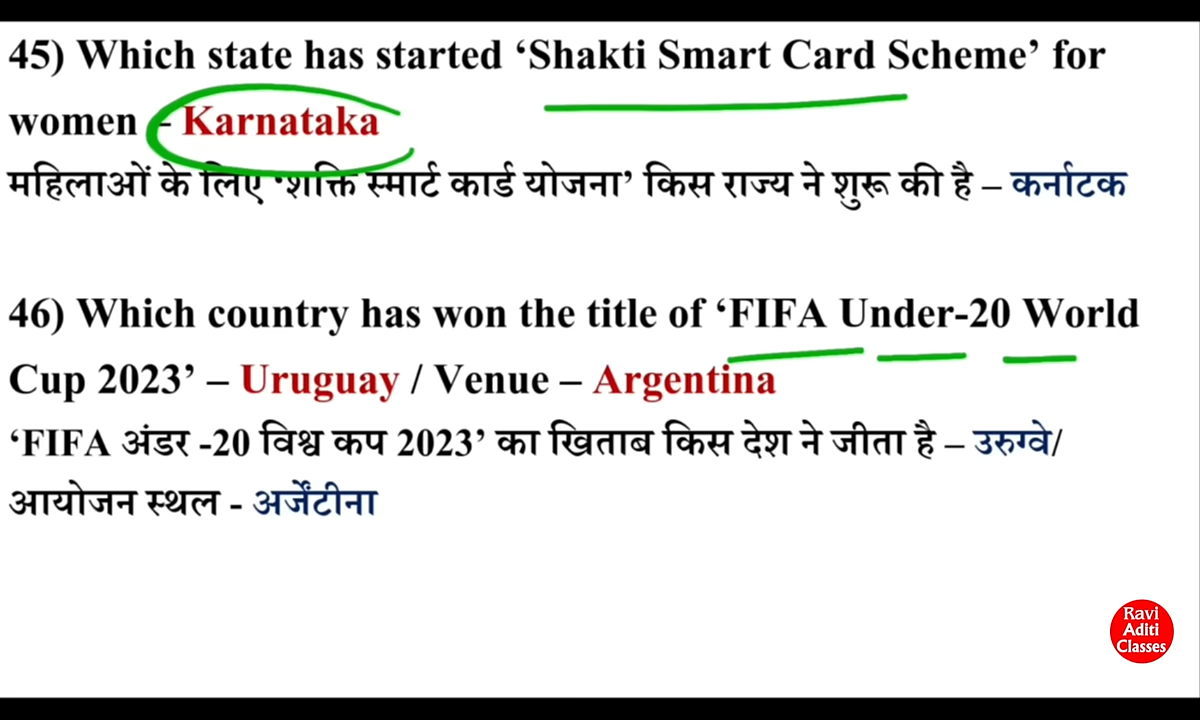 45) Which state has started ‘Shakti Smart Card Scheme’ for
women - Karnataka
महिलाओं के लिए ‘शक्ति स्मार्ट कार्ड योजना’ किस राज्य ने शुरू की है – कर्नाटक
46) Which country has won the title of ‘FIFA Under-20 World
Cup 2023’ – Uruguay / Venue – Argentina
‘FIFA अंडर -20 विश्व कप 2023’ का खिताब किस देश ने जीता है – उरुग्वे/
आयोजन स्थल - अर्जेंटीना
Ravi
Aditi
Classes